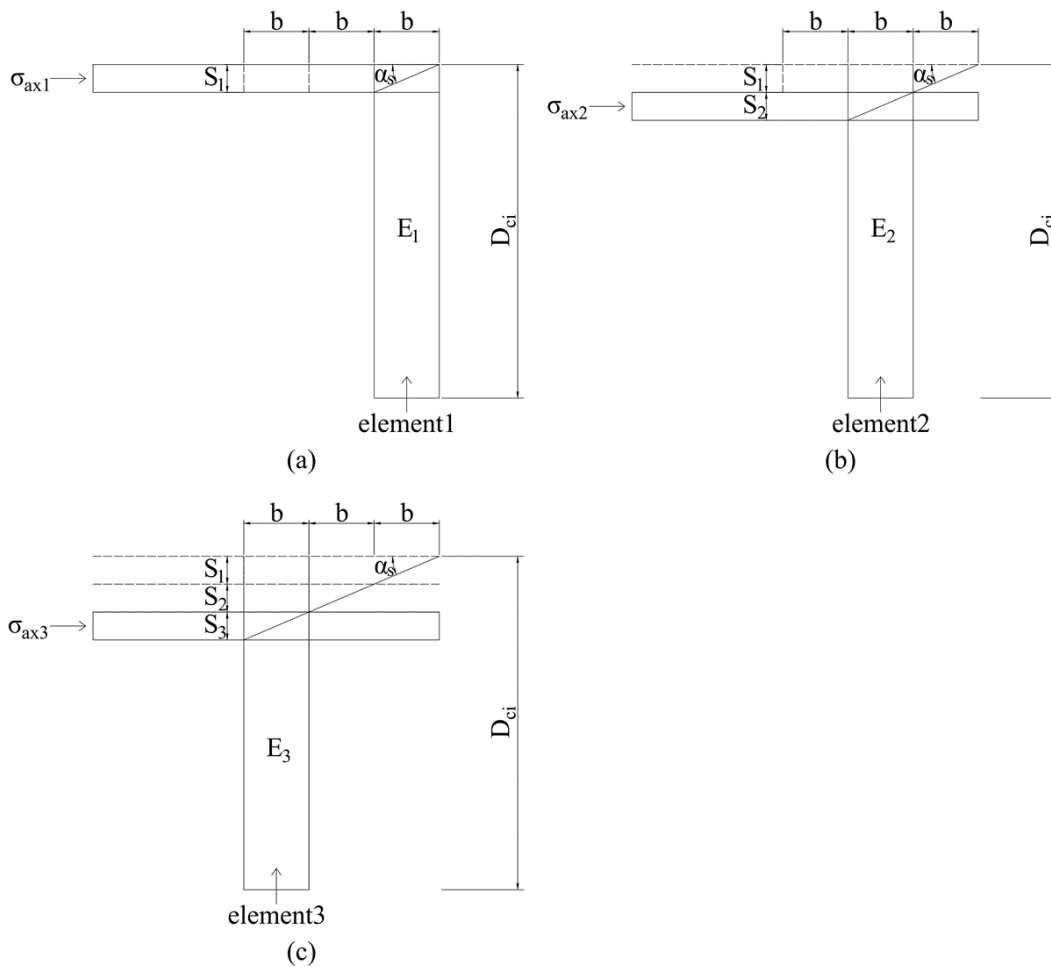 b b b
σax1
S1
αs
E1
Dci
element1
(a)
b b b
S1
αs
σax2
S2
E2
Dci
element2
(b)
b b b
S1
αs
S2
σax3
S3
E3
Dci
element3
(c)